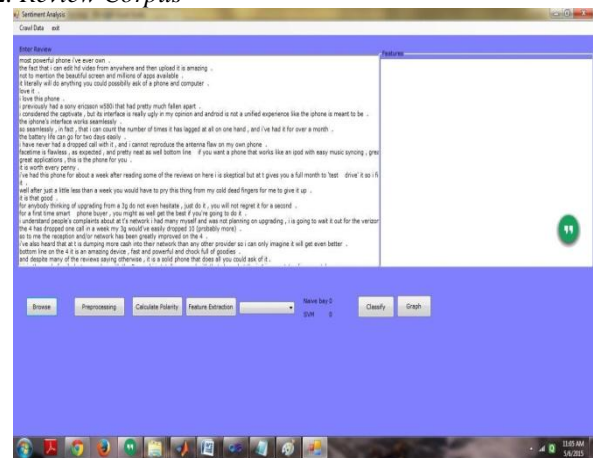 2. Review Corpus
Sentiment Analysis
Crawl Data exit
Enter Review
Features
most powerful phone i've ever own .
the fact that i can edit hd video from anywhere and then upload it is amazing .
not to mention the beautiful screen and millions of apps available .
it literally will do anything you could possibilly ask of a phone and computer .
love it .
i love this phone .
i previously had a sony ericsson w580i that had pretty much fallen apart .
i considered the captivate , but its interface is really ugly in my opinion and android is not a unified experience like the iphone is meant to be .
the iphone's interface works seamlessly .
so seamlessly , in fact , that i can count the number of times it has lagged at all on one hand , and i've had it for over a month .
the battery life can go for two days easily .
i have never had a dropped call with it , and i cannot reproduce the antenna flaw on my own phone .
facetime is flawless , as expected , and pretty neat as well bottom line if you want a phone that works like an ipod with easy music syncing ,
great applications , this is the phone for you .
it is worth every penny .
i've had this phone for about a week after reading some of the reviews on here i is skeptical but at t gives you a full month to 'test drive' it so i
it .
well after just a little less than a week you would have to pry this thing from my cold dead fingers for me to give it up .
it is that good .
for anybody thinking of upgrading from a 3g do not even hesitate , just do it , you will not regret it for a second .
for a first time smart phone buyer , you might as well get the best if you're going to do it .
i understand people's complaints about at t's network i had many myself and was not planning on upgrading , i is going to wait it out for the
the 4 has dropped one call in a week my 3g would've easily dropped 10 (probably more) .
so to me the reception and/or network has been greatly improved on the 4 .
i've also heard that at t is dumping more cash into their network than any other provider so i can only imagine it will get even better .
bottom line on the 4 it is an amazing device , fast and powerful and chock full of goodies .
and despite many of the reviews saying otherwise , it is a solid phone that does all you could ask of it .
Browse Preprocessing Calculate Polarity Feature Extraction Naive bay 0 Classify Graph
SVM 0
11:05 AM
5/6/2015